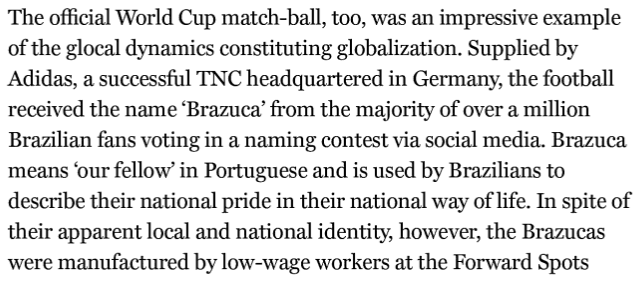 The official World Cup match-ball, too, was an impressive example
of the glocal dynamics constituting globalization. Supplied by
Adidas, a successful TNC headquartered in Germany, the football
received the name ‘Brazuca’ from the majority of over a million
Brazilian fans voting in a naming contest via social media. Brazuca
means ‘our fellow’ in Portuguese and is used by Brazilians to
describe their national pride in their national way of life. In spite of
their apparent local and national identity, however, the Brazucas
were manufactured by low-wage workers at the Forward Spots